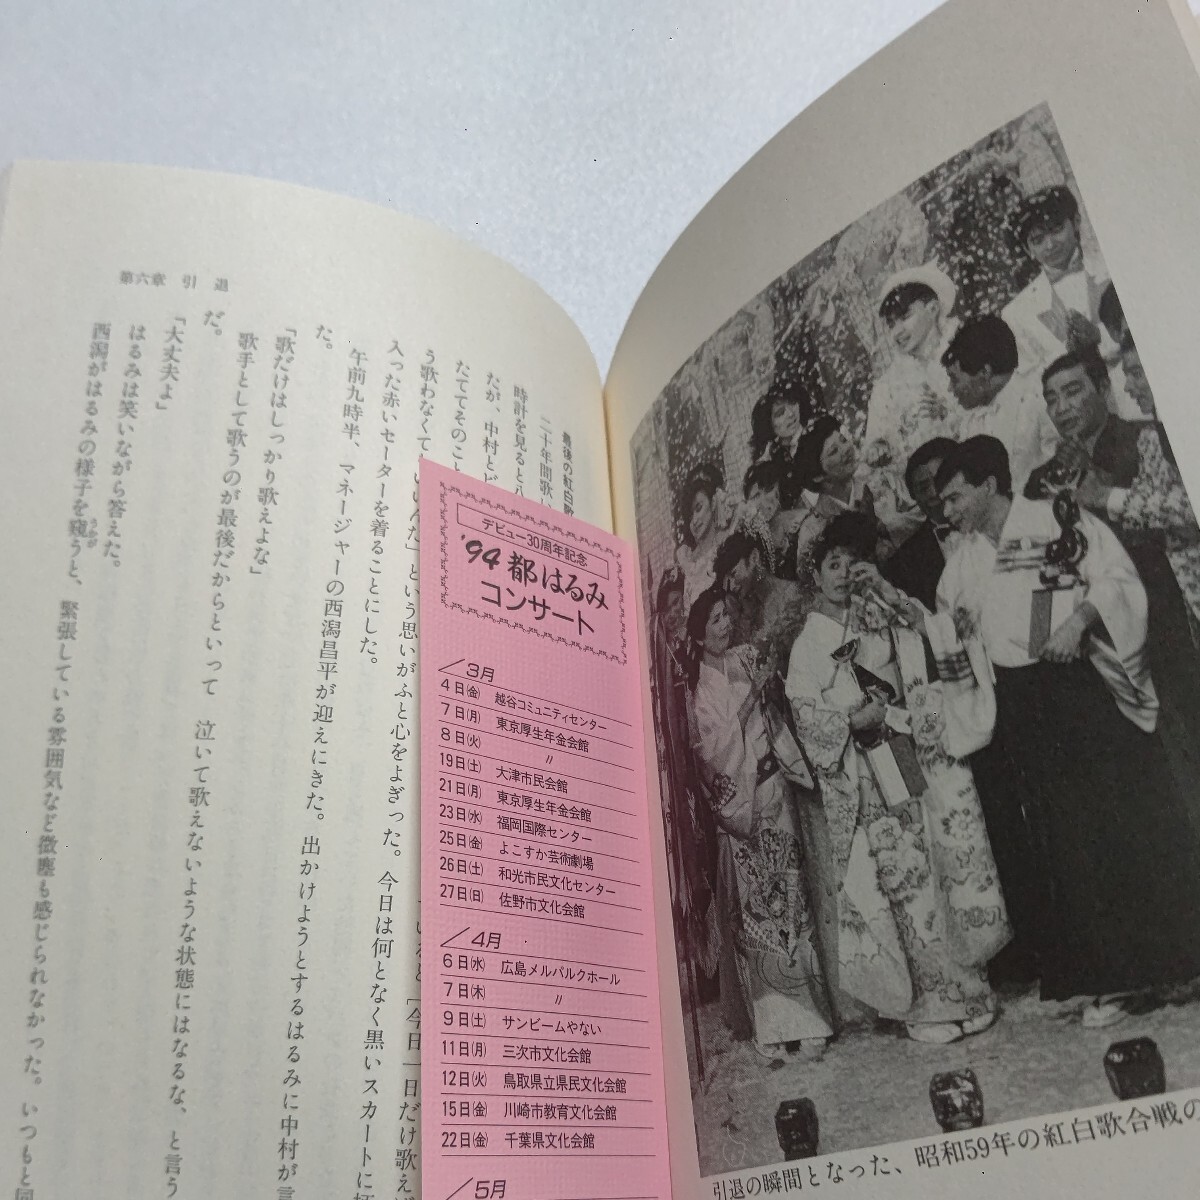 第六章 引 退
最後の紅白歌
二十年間歌い
時計を見ると八
だが、中村とど
たててそのこと
う歌わなくていいんだ」という思いがふと心をよぎった。今日は何となく黒いスカートに
入った赤いセーターを着ることにした。
午前九時半、マネージャーの西潟昌平が迎えにきた。出かけようとするはるみに中村が言
た。
「歌だけはしっかり歌えよな」
歌手として歌うのが最後だからといって 泣いて歌えないような状態にはなるな、と言う
だ。
「大丈夫よ」
はるみは笑いながら答えた。
西潟がはるみの様子を窺うと、緊張している雰囲気など微塵も感じられなかった。いつもと同
うかが
いると「今日一日だけ歌えば
デビュー30周年記念
'94 都はるみ
コンサート
/3月
4日㈮ 越谷コミュニティセンター
7日㈪ 東京厚生年金会館
8日㈫ 〃
19日㈯ 大津市民会館
21日㈪ 東京厚生年金会館
23日㈬ 福岡国際センター
25日㈮ よこすか芸術劇場
26日㈯ 和光市民文化センター
27日㈰ 佐野市文化会館
/4月
6日㈬ 広島メルパルクホール
7日㈭ 〃
9日㈯ サンビームやない
11日㈪ 三次市文化会館
12日㈫ 鳥取県立県民文化会館
15日㈮ 川崎市教育文化会館
22日㈮ 千葉県文化会館
/5月
引退の瞬間となった、昭和59年の紅白歌合戦の